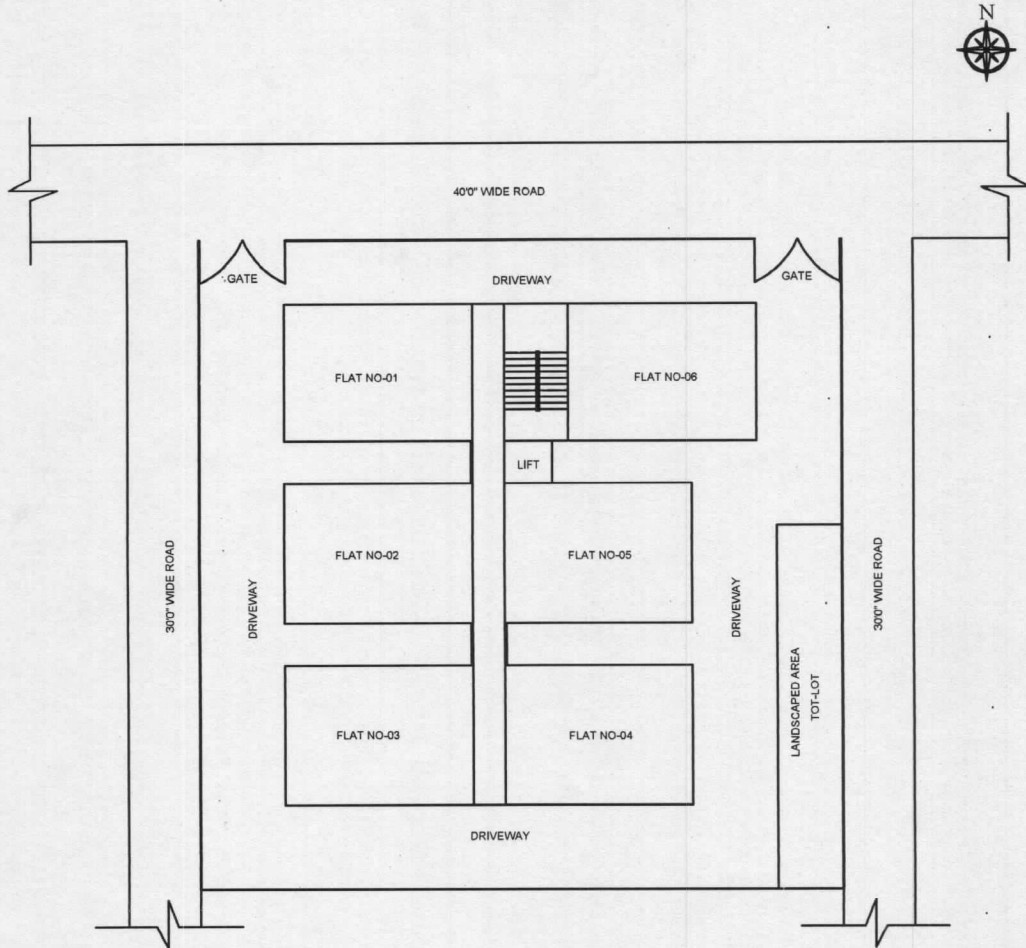 N
40'0" WIDE ROAD
GATE
DRIVEWAY
GATE
FLAT NO-01
FLAT NO-06
LIFT
FLAT NO-02
FLAT NO-05
30'0" WIDE ROAD
DRIVEWAY
DRIVEWAY
30'0" WIDE ROAD
LANDSCAPED AREA
TOT-LOT
FLAT NO-03
FLAT NO-04
DRIVEWAY